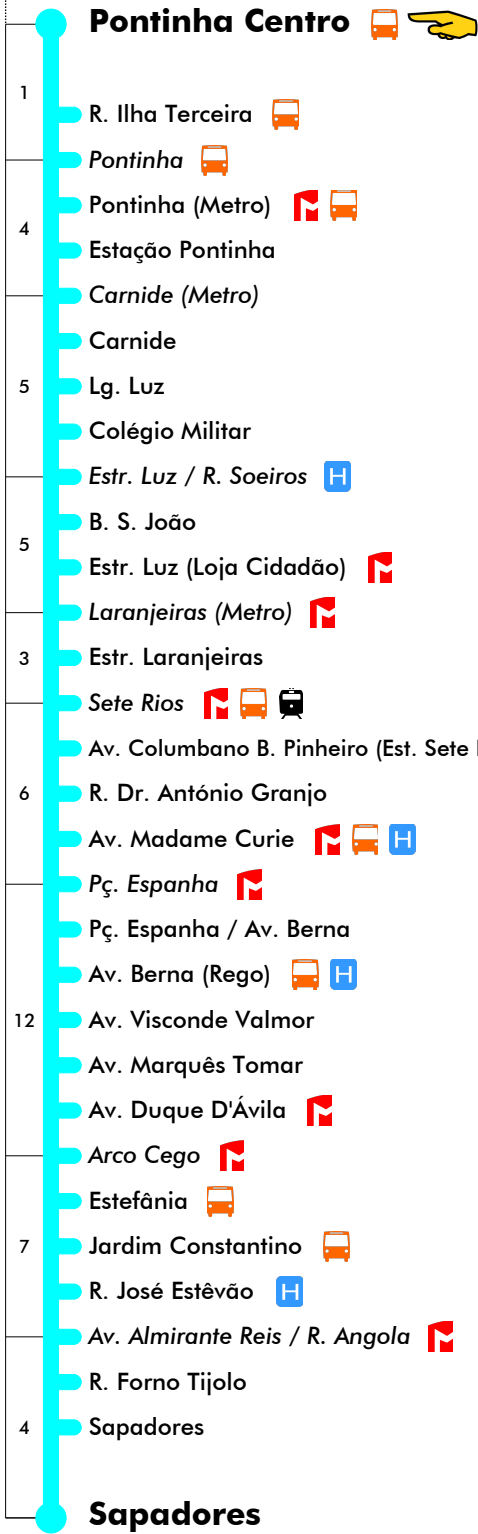 Pontinha Centro
1
R. Ilha Terceira
Pontinha
Pontinha (Metro)
4
Estação Pontinha
Carnide (Metro)
Carnide
5
Lg. Luz
Colégio Militar
Estr. Luz / R. Soeiros H
B. S. João
5
Estr. Luz (Loja Cidadão)
Laranjeiras (Metro)
3
Estr. Laranjeiras
Sete Rios
Av. Columbano B. Pinheiro (Est. Sete
6
R. Dr. António Granjo
Av. Madame Curie H
Pç. Espanha
Pç. Espanha / Av. Berna
Av. Berna (Rego) H
12
Av. Visconde Valmor
Av. Marquês Tomar
Av. Duque D'Ávila
Arco Cego
Estefânia
7
Jardim Constantino
R. José Estêvão H
Av. Almirante Reis / R. Angola
R. Forno Tijolo
4
Sapadores
Sapadores